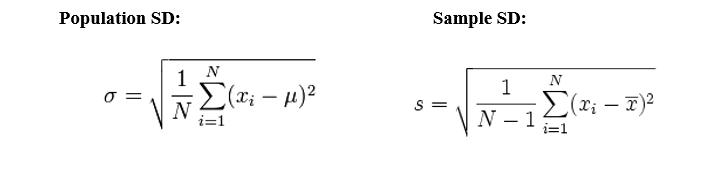 Population SD:
Sample SD:
σ = √(1/N ∑_{i=1}^{N} (x_i − μ)²)
s = √(1/(N − 1) ∑_{i=1}^{N} (x_i − x̄)²)